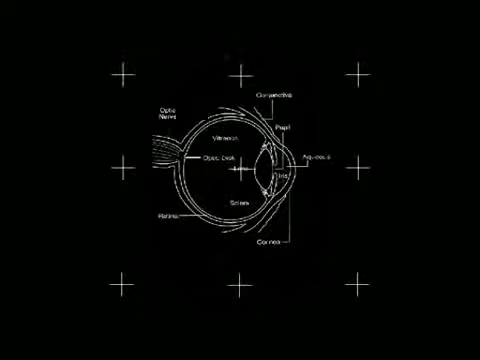 Conjunctiva
Optic
Nerve
Pupil
Vitreous
Optic Disk
Aqueous
Lens
Iris
Sclera
Retina
Cornea